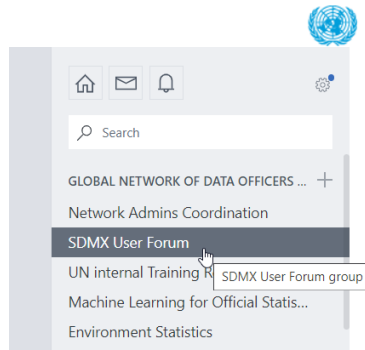 Search
GLOBAL NETWORK OF DATA OFFICERS ...
Network Admins Coordination
SDMX User Forum
UN internal Training
SDMX User Forum group
Machine Learning for Official Statis...
Environment Statistics